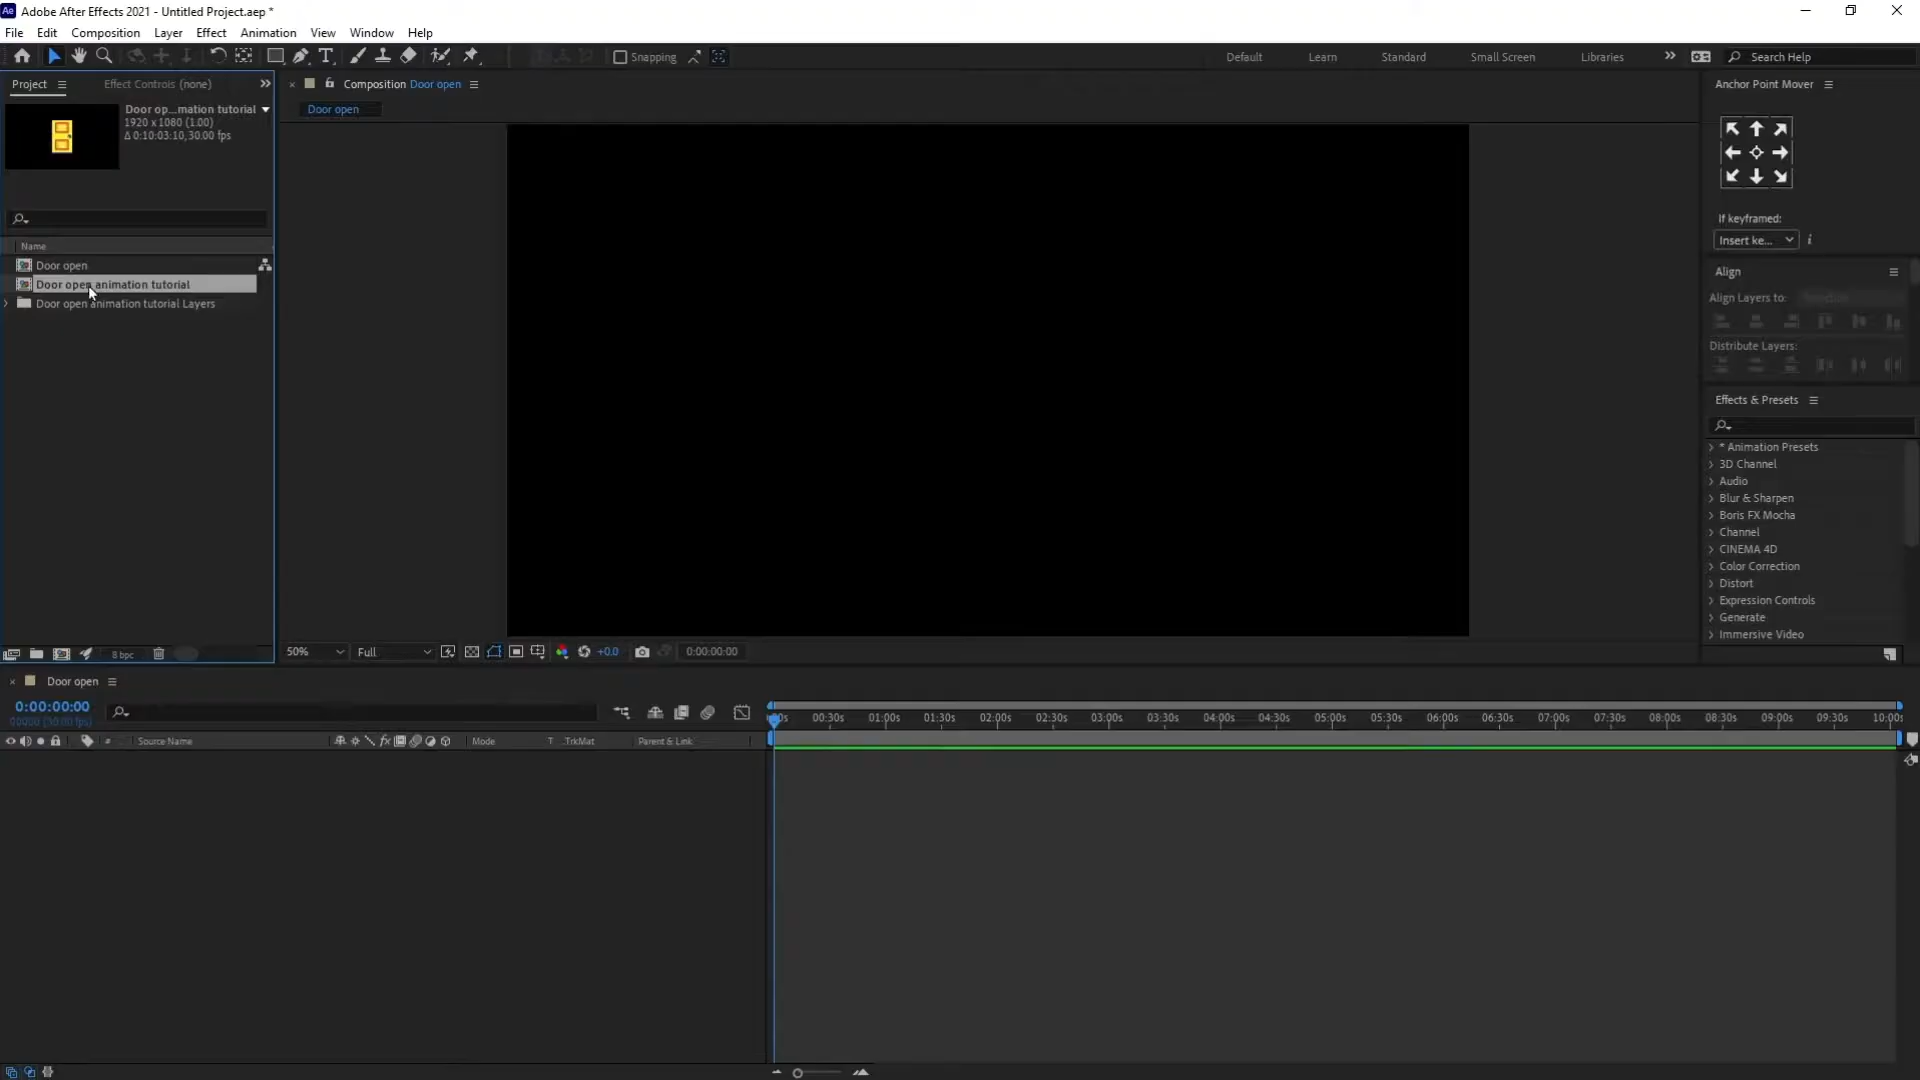 Ae Adobe After Effects 2021 - Untitled Project.aep *
File Edit Composition Layer Effect Animation View Window Help
T Snapping Default Learn Standard Small Screen Libraries Search Help
Project Effect Controls (none)
Door op...mation tutorial
1920 x 1080 (1.00)
Δ 0:10:03:10, 30.00 fps
Name
Door open
Door open animation tutorial
Door open animation tutorial Layers
8 bpc
Composition Door open
Door open
50% Full +0.0 0:00:00:00
Anchor Point Mover
If keyframed:
Insert ke... i
Align
Align Layers to:
Distribute Layers:
Effects & Presets
* Animation Presets
3D Channel
Audio
Blur & Sharpen
Boris FX Mocha
Channel
CINEMA 4D
Color Correction
Distort
Expression Controls
Generate
Immersive Video
Door open
0:00:00:00
00000 (30.00 fps)
00:30s 01:00s 01:30s 02:00s 02:30s 03:00s 03:30s 04:00s 04:30s 05:00s 05:30s 06:00s 06:30s 07:00s 07:30s 08:00s 08:30s 09:00s 09:30s 10:00s
# Source Name fx Mode T .TrkMat Parent & Link